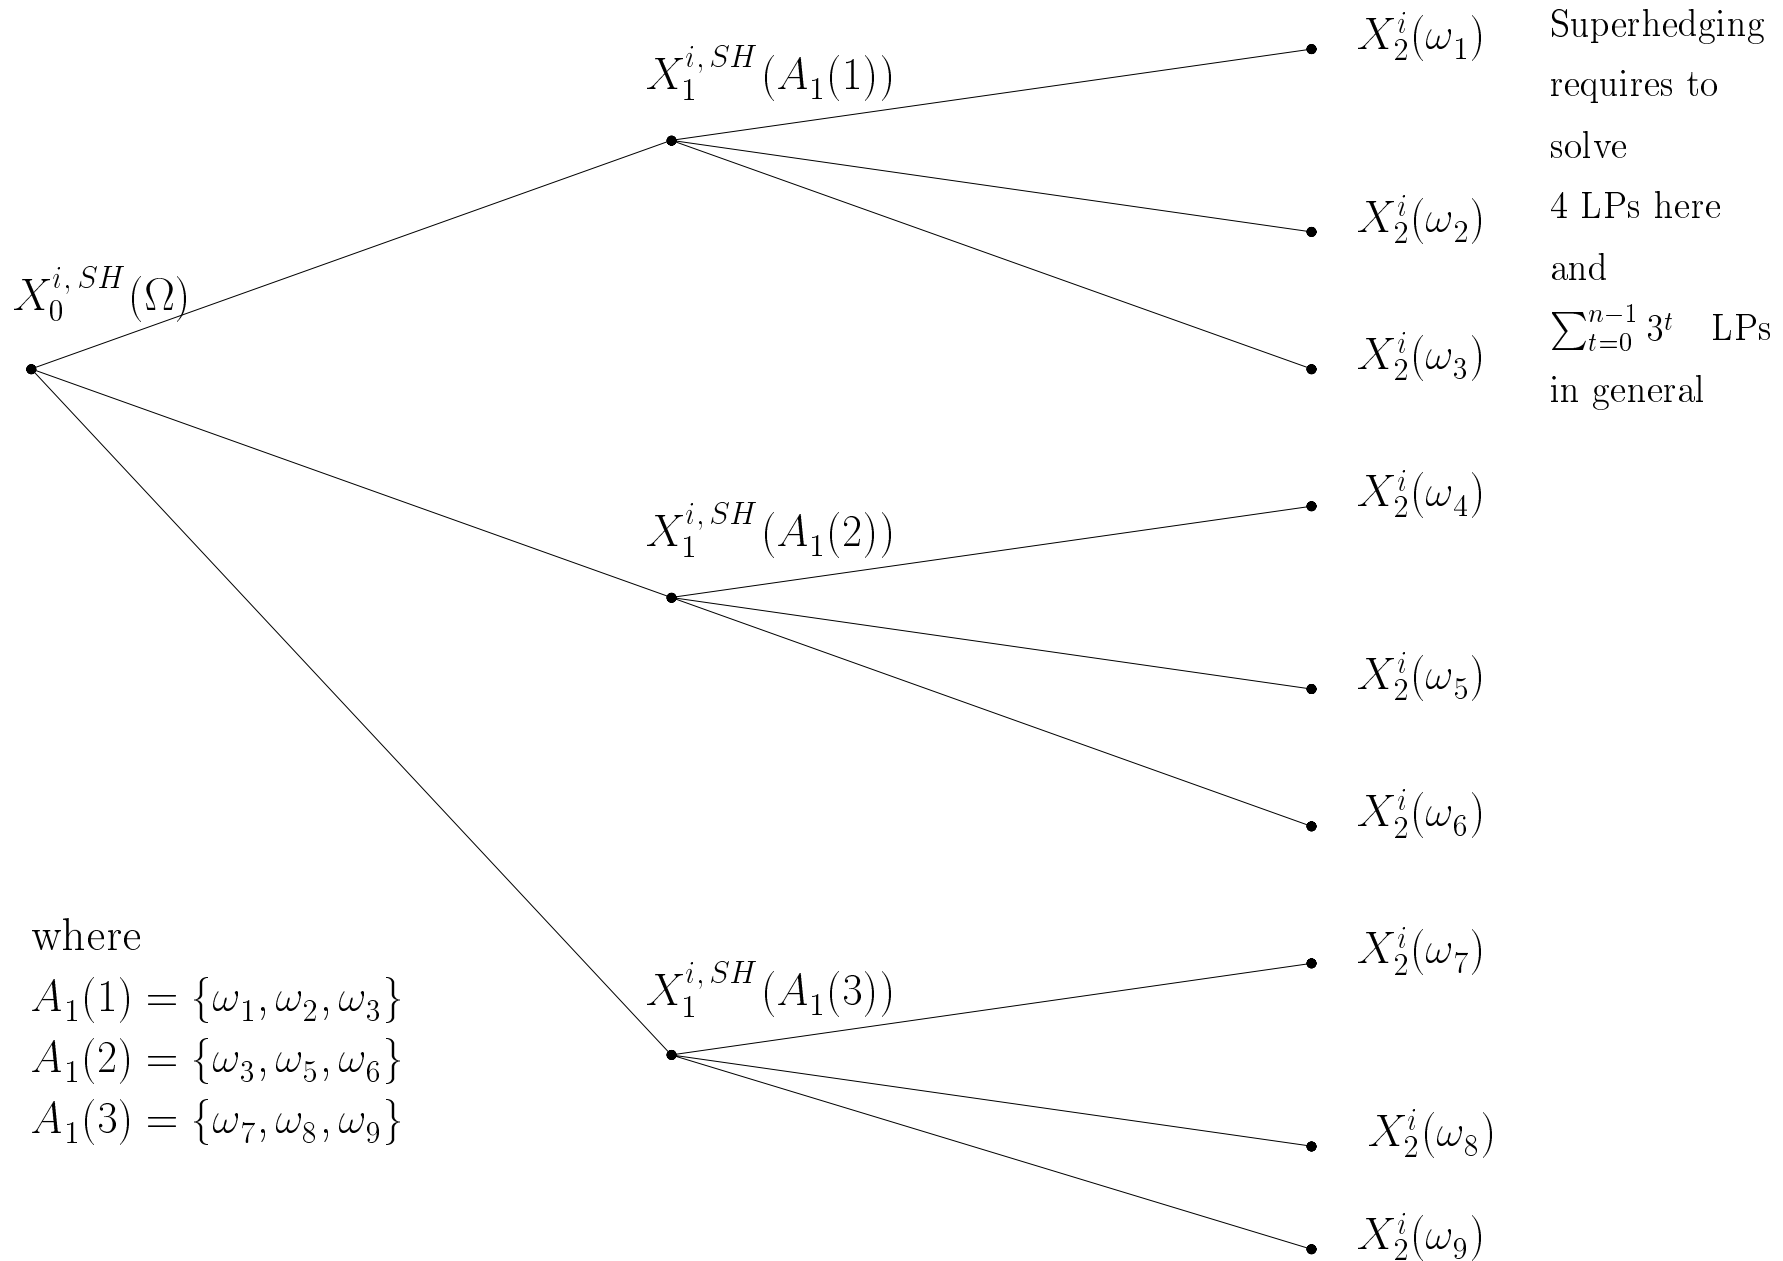 $X_0^{i,SH}(\Omega)$
$X_1^{i,SH}(A_1(1))$
$X_1^{i,SH}(A_1(2))$
$X_1^{i,SH}(A_1(3))$
$X_2^i(\omega_1)$
$X_2^i(\omega_2)$
$X_2^i(\omega_3)$
$X_2^i(\omega_4)$
$X_2^i(\omega_5)$
$X_2^i(\omega_6)$
$X_2^i(\omega_7)$
$X_2^i(\omega_8)$
$X_2^i(\omega_9)$
Superhedging
requires to
solve
4 LPs here
and
$\sum_{t=0}^{n-1} 3^t$ LPs
in general
where
$A_1(1) = \{\omega_1, \omega_2, \omega_3\}$
$A_1(2) = \{\omega_3, \omega_5, \omega_6\}$
$A_1(3) = \{\omega_7, \omega_8, \omega_9\}$